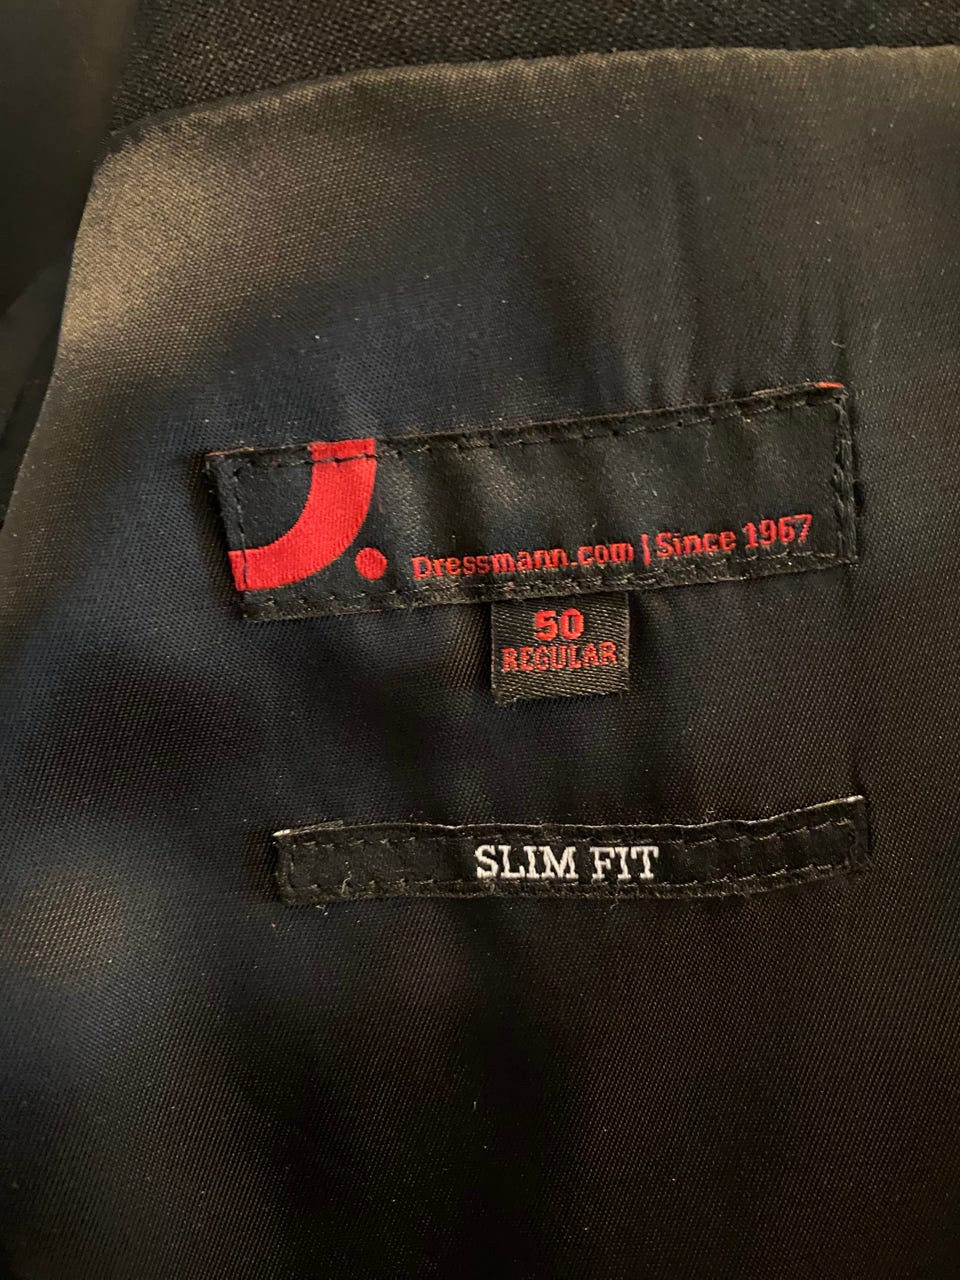 Dressmann.com | Since 1967
50
REGULAR
SLIM FIT